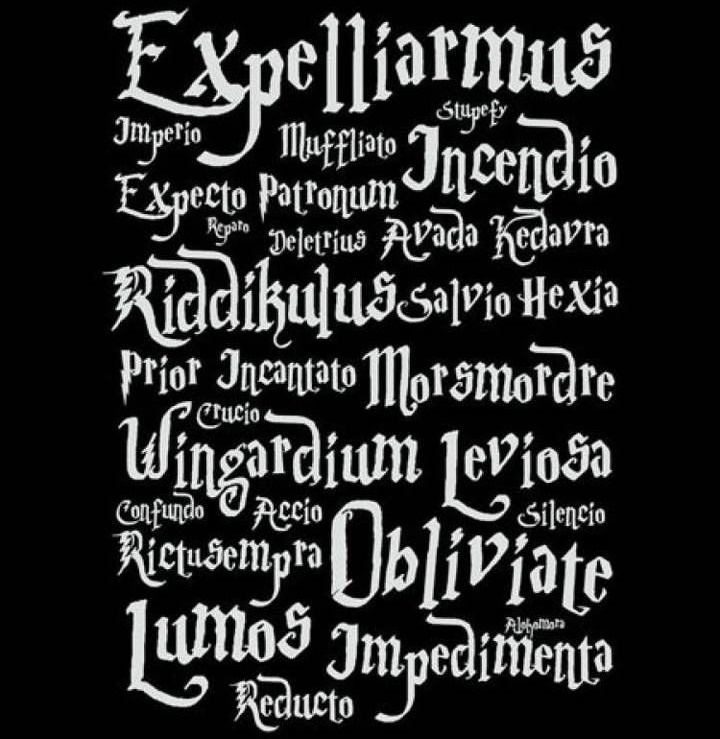 Expelliarmus
Stupefy
Imperio Muffliato Incendio
Expecto Patronum
Reparo Deletrius Avada Kedavra
Riddikulus Salvio Hexia
Prior Incantato Morsmordre
Crucio
Wingardium Leviosa
Confundo Accio Silencio
Rictusempra Obliviate
Lumos Alohomora
Impedimenta
Reducto